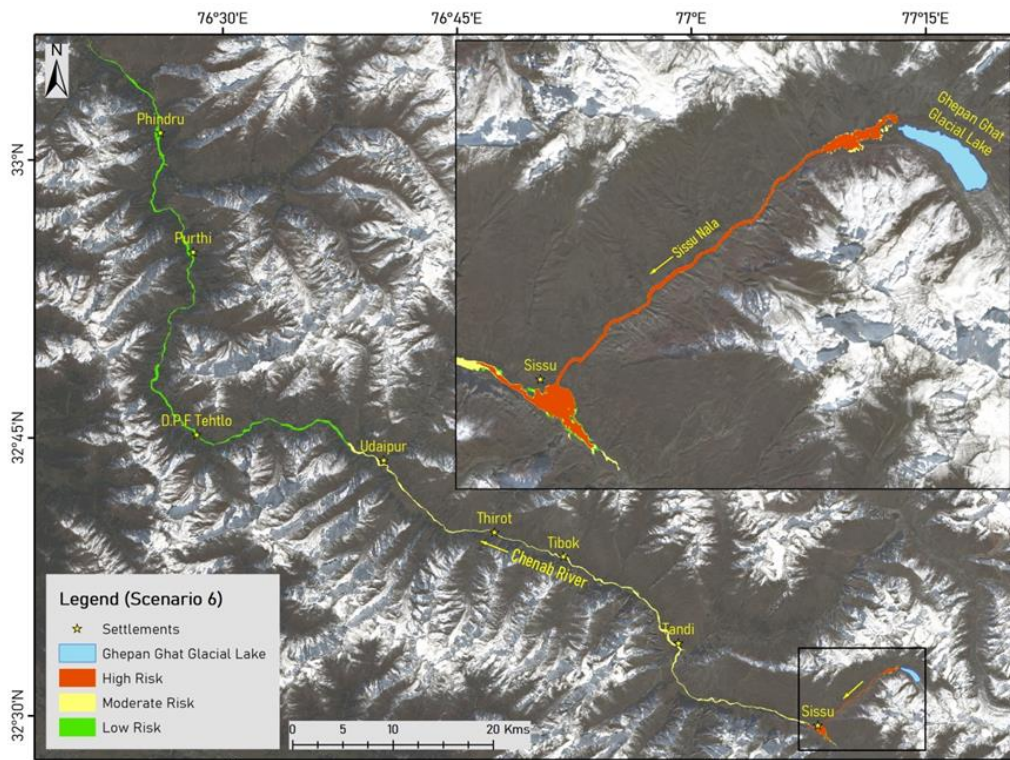 76°30'E
76°45'E
77°E
77°15'E
N
33°N
32°45'N
32°30'N
Phindru
Purthi
D.P.F Tehtlo
Udaipur
Thirot
Tibok
Chenab River
Tandi
Sissu
Ghepan Ghat
Glacial Lake
Sissu Nala
Sissu
Legend (Scenario 6)
Settlements
Ghepan Ghat Glacial Lake
High Risk
Moderate Risk
Low Risk
0 5 10 20 Kms